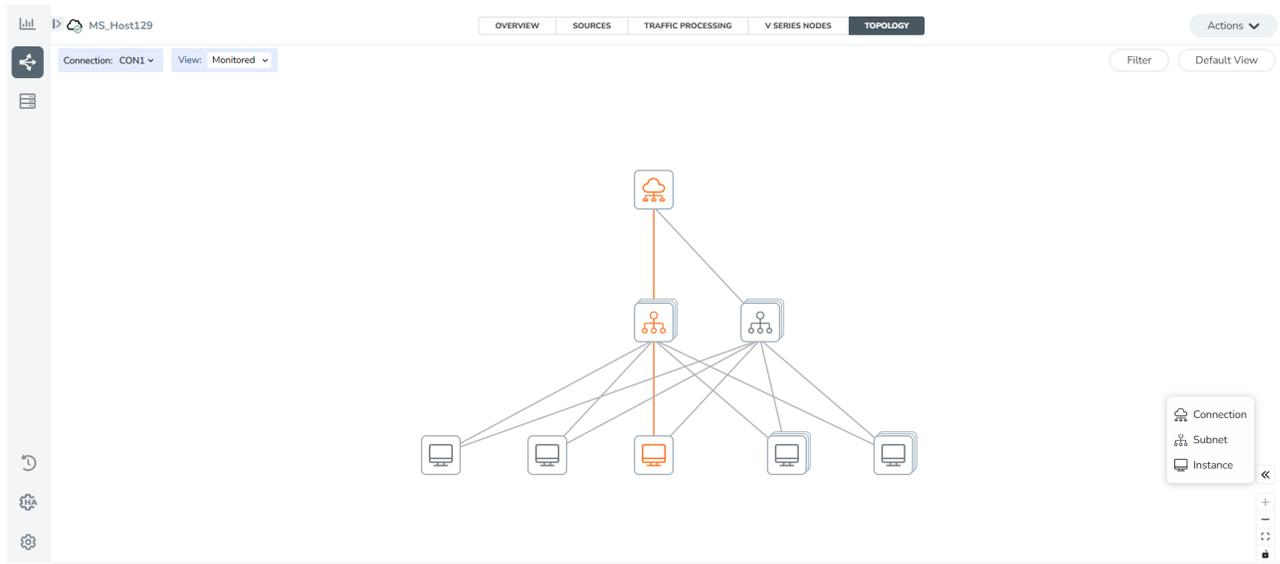 MS_Host129
OVERVIEW SOURCES TRAFFIC PROCESSING V SERIES NODES TOPOLOGY
Actions
Connection: CON1
View: Monitored
Filter
Default View
Connection
Subnet
Instance
HA